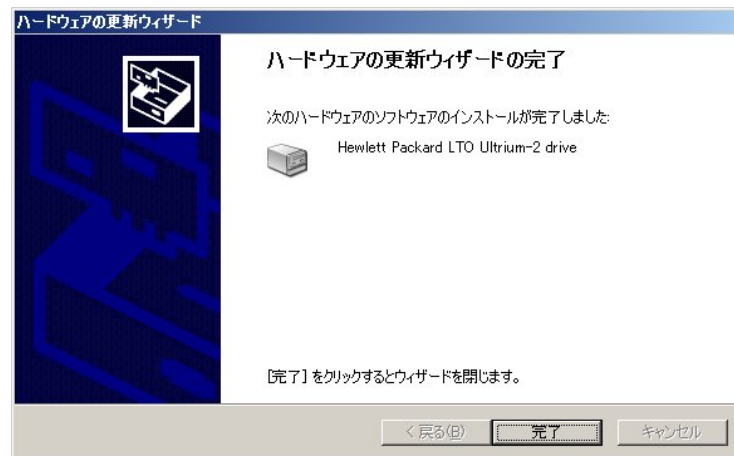 ハードウェアの更新ウィザード
ハードウェアの更新ウィザードの完了
次のハードウェアのソフトウェアのインストールが完了しました:
Hewlett Packard LTO Ultrium-2 drive
[完了] をクリックするとウィザードを閉じます。
< 戻る(B)
完了
キャンセル